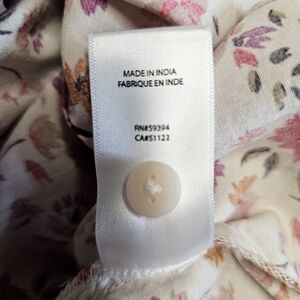 MADE IN INDIA
FABRIQUE EN INDE
RN#59394
CA#51122